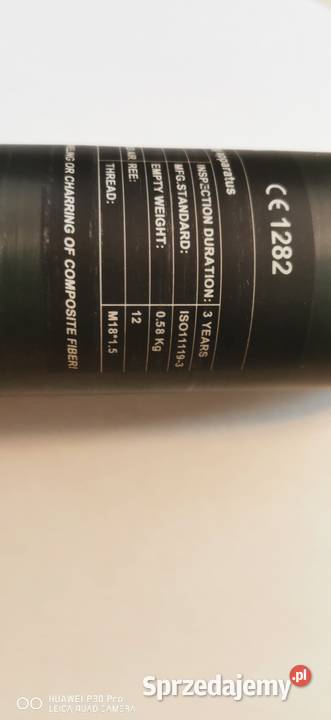 CE 1282
apparatus
INSPECTION DURATION: 3 YEARS
MFG.STANDARD: ISO11119-3
EMPTY WEIGHT: 0.58 Kg
REE: 12
THREAD: M18*1.5
OR CHARRING OF COMPOSITE FIBER!
HUAWEI P30 Pro
LEICA QUAD CAMERA
Sprzedajemy.pl